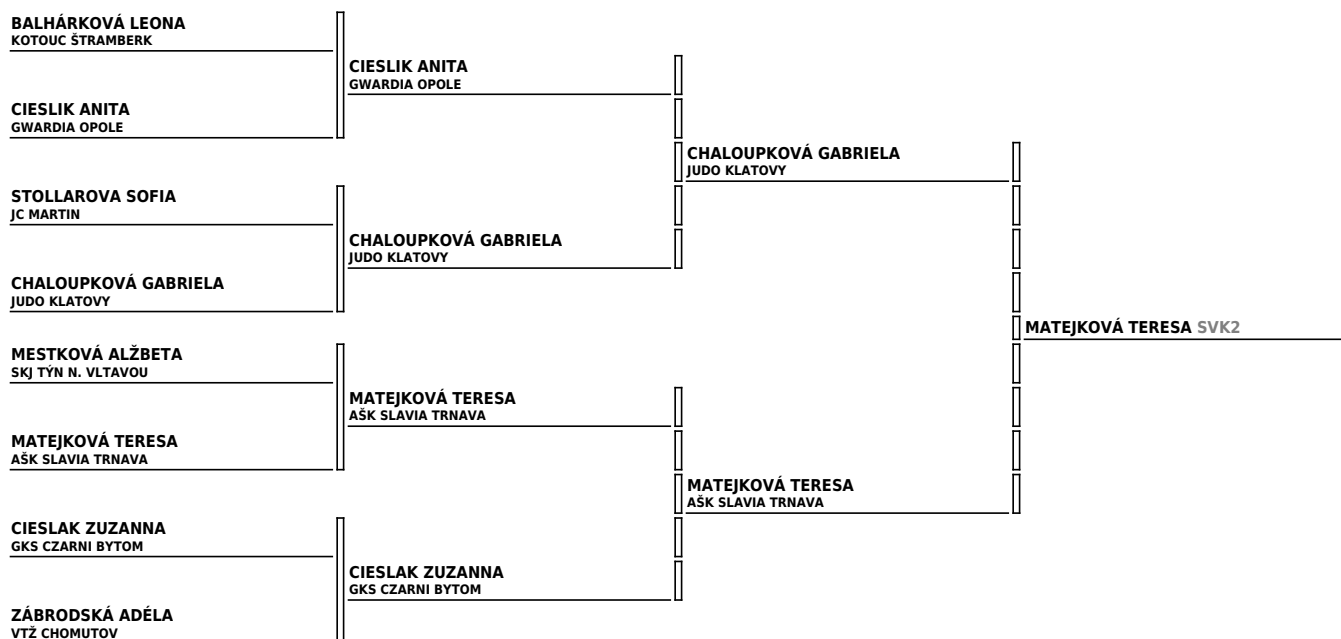 BALHÁRKOVÁ LEONA
KOTOUC ŠTRAMBERK
CIESLIK ANITA
GWARDIA OPOLE
CIESLIK ANITA
GWARDIA OPOLE
CHALOUPKOVÁ GABRIELA
JUDO KLATOVY
STOLLAROVA SOFIA
JC MARTIN
CHALOUPKOVÁ GABRIELA
JUDO KLATOVY
CHALOUPKOVÁ GABRIELA
JUDO KLATOVY
MATEJKOVÁ TERESA SVK2
MESTKOVÁ ALŽBETA
SKJ TÝN N. VLTAVOU
MATEJKOVÁ TERESA
AŠK SLAVIA TRNAVA
MATEJKOVÁ TERESA
AŠK SLAVIA TRNAVA
MATEJKOVÁ TERESA
AŠK SLAVIA TRNAVA
CIESLAK ZUZANNA
GKS CZARNI BYTOM
CIESLAK ZUZANNA
GKS CZARNI BYTOM
ZÁBRODSKÁ ADÉLA
VTŽ CHOMUTOV